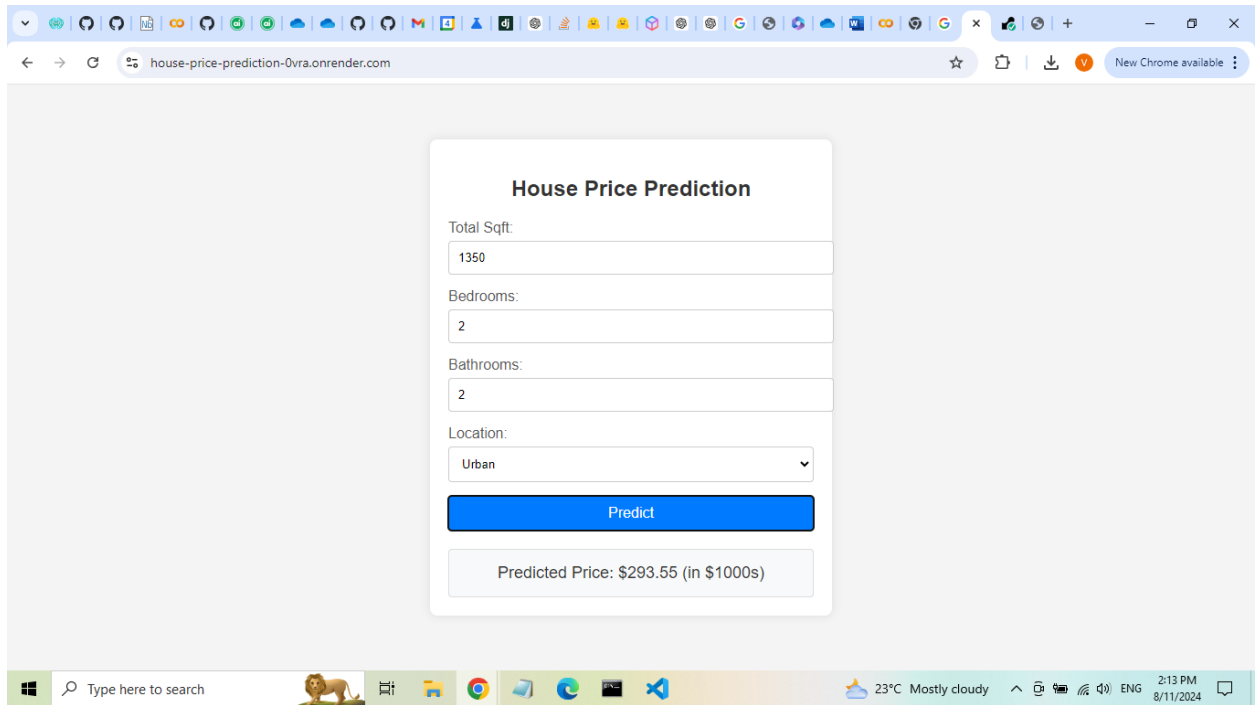 4
dj
G
W
G
house-price-prediction-0vra.onrender.com
V
New Chrome available
House Price Prediction
Total Sqft:
1350
Bedrooms:
2
Bathrooms:
2
Location:
Urban
Predict
Predicted Price: $293.55 (in $1000s)
Type here to search
23°C Mostly cloudy
ENG
2:13 PM
8/11/2024